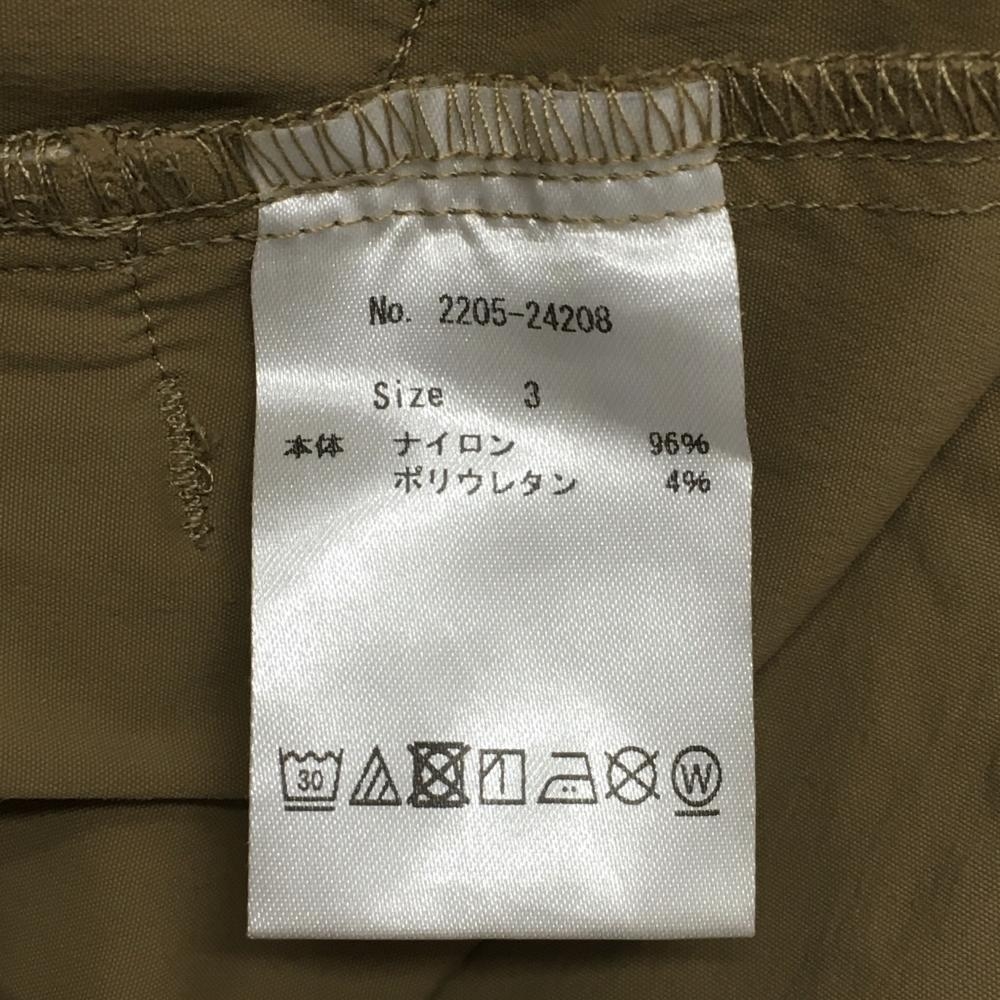 No. 2205-24208
Size 3
本体 ナイロン 96%
ポリウレタン 4%
30 W